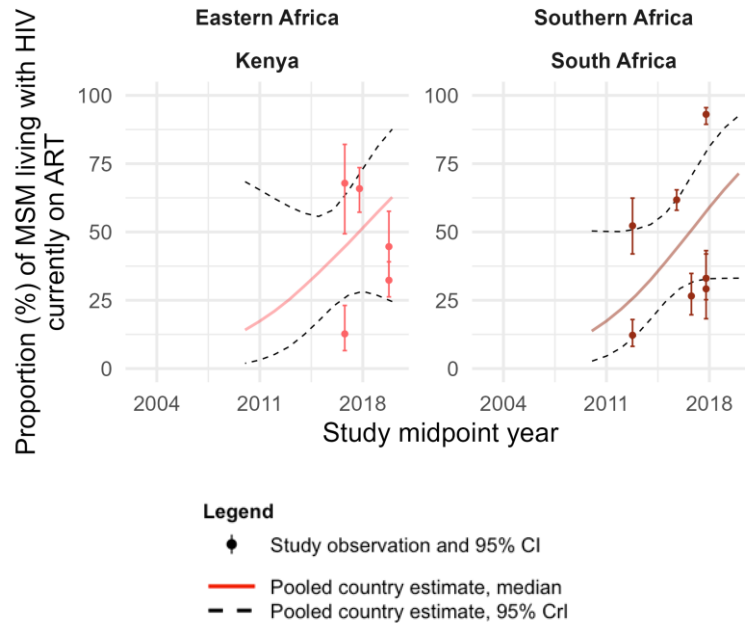 Eastern Africa
Southern Africa
Kenya
South Africa
Proportion (%) of MSM living with HIV
currently on ART
100
75
50
25
0
2004
2011
2018
100
75
50
25
0
2004
2011
2018
Study midpoint year
Legend
Study observation and 95% CI
Pooled country estimate, median
Pooled country estimate, 95% CrI